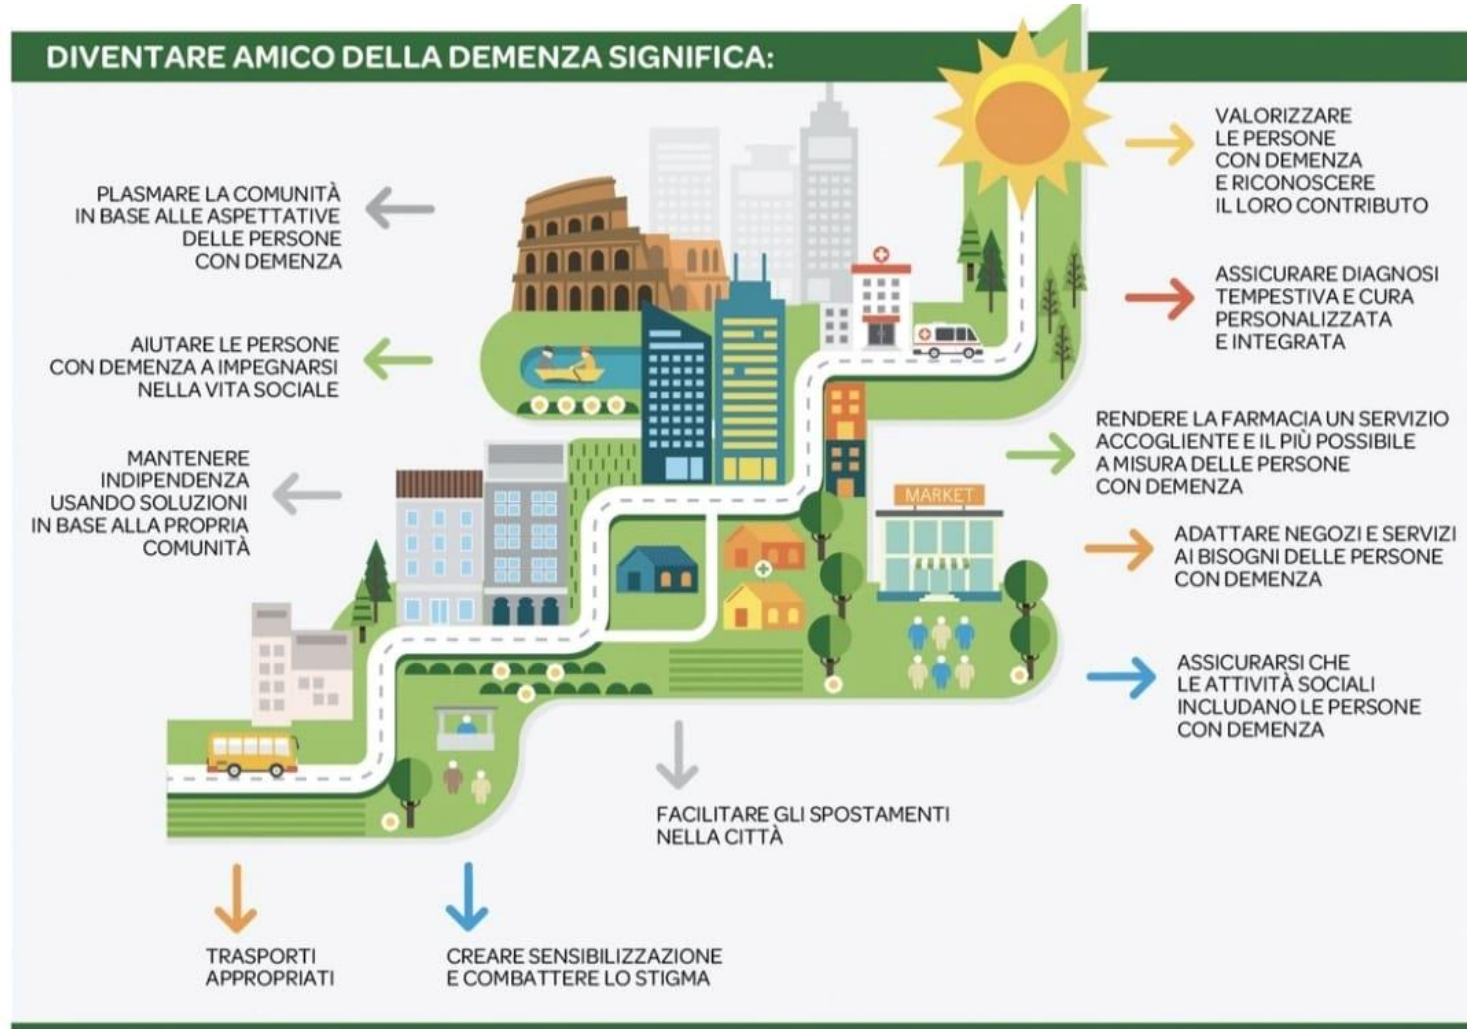 DIVENTARE AMICO DELLA DEMENZA SIGNIFICA:
PLASMARE LA COMUNITÀ
IN BASE ALLE ASPETTATIVE
DELLE PERSONE
CON DEMENZA
AIUTARE LE PERSONE
CON DEMENZA A IMPEGNARSI
NELLA VITA SOCIALE
MANTENERE
INDIPENDENZA
USANDO SOLUZIONI
IN BASE ALLA PROPRIA
COMUNITÀ
VALORIZZARE
LE PERSONE
CON DEMENZA
E RICONOSCERE
IL LORO CONTRIBUTO
ASSICURARE DIAGNOSI
TEMPESTIVA E CURA
PERSONALIZZATA
E INTEGRATA
RENDERE LA FARMACIA UN SERVIZIO
ACCOGLIENTE E IL PIÙ POSSIBILE
A MISURA DELLE PERSONE
CON DEMENZA
MARKET
ADATTARE NEGOZI E SERVIZI
AI BISOGNI DELLE PERSONE
CON DEMENZA
ASSICURARSI CHE
LE ATTIVITÀ SOCIALI
INCLUDANO LE PERSONE
CON DEMENZA
FACILITARE GLI SPOSTAMENTI
NELLA CITTÀ
TRASPORTI
APPROPRIATI
CREARE SENSIBILIZZAZIONE
E COMBATTERE LO STIGMA